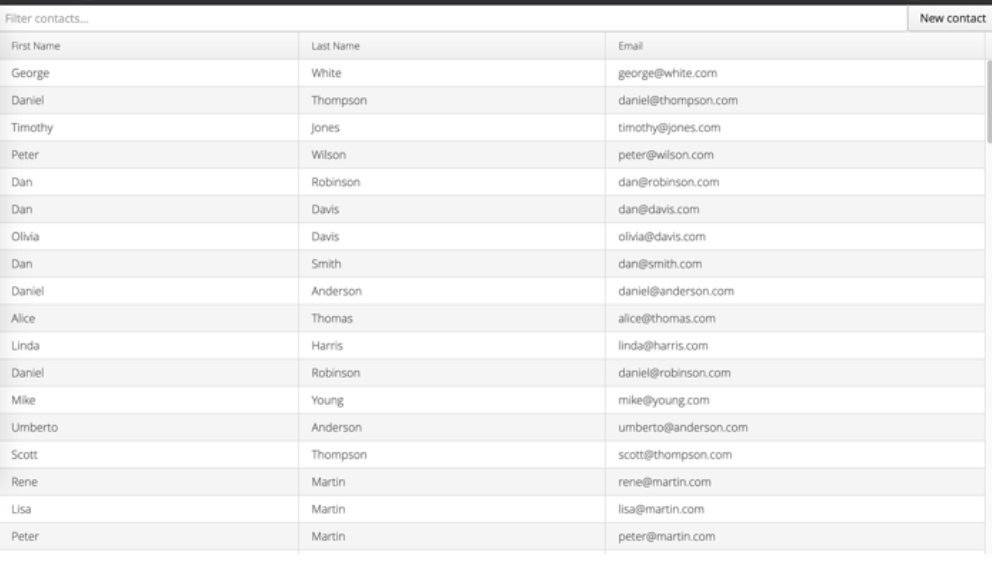 Filter contacts... New contact
First Name Last Name Email
George White george@white.com
Daniel Thompson daniel@thompson.com
Timothy Jones timothy@jones.com
Peter Wilson peter@wilson.com
Dan Robinson dan@robinson.com
Dan Davis dan@davis.com
Olivia Davis olivia@davis.com
Dan Smith dan@smith.com
Daniel Anderson daniel@anderson.com
Alice Thomas alice@thomas.com
Linda Harris linda@harris.com
Daniel Robinson daniel@robinson.com
Mike Young mike@young.com
Umberto Anderson umberto@anderson.com
Scott Thompson scott@thompson.com
Rene Martin rene@martin.com
Lisa Martin lisa@martin.com
Peter Martin peter@martin.com